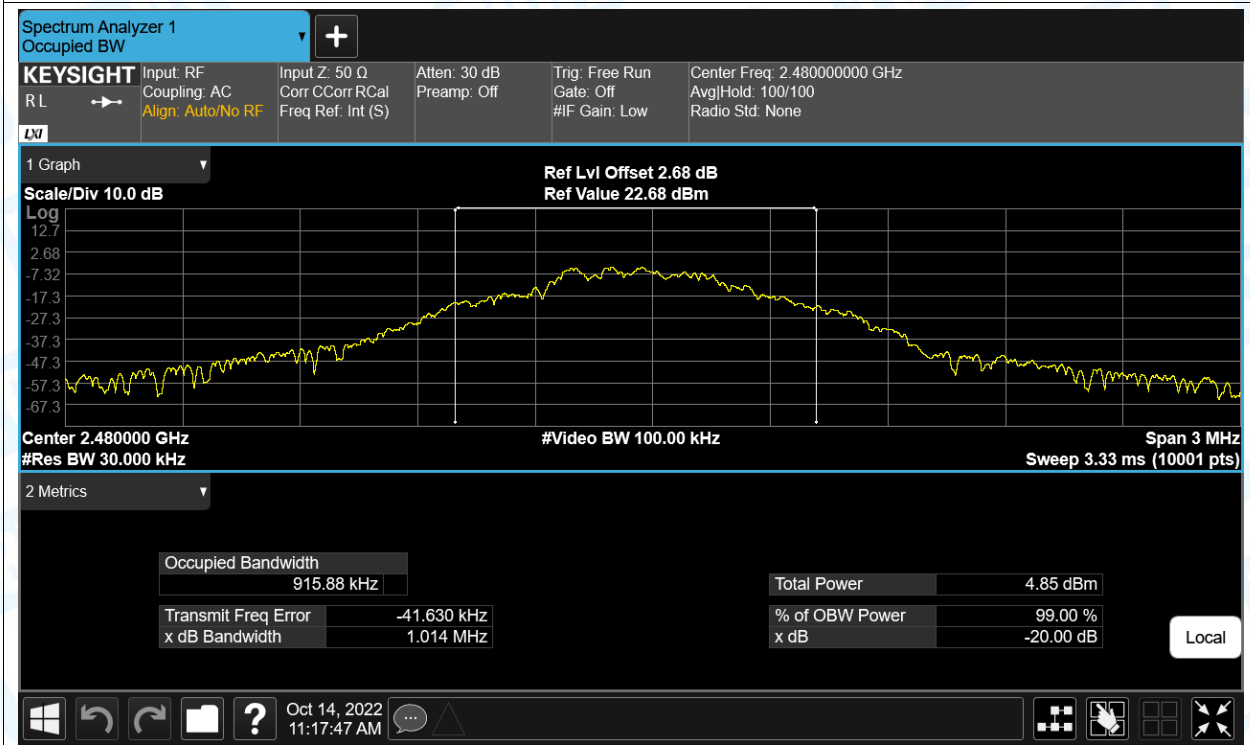 Spectrum Analyzer 1
Occupied BW
KEYSIGHT
R L
LXI
Input: RF
Coupling: AC
Align: Auto/No RF
Input Z: 50 Ω
Corr CCorr RCal
Freq Ref: Int (S)
Atten: 30 dB
Preamp: Off
Trig: Free Run
Gate: Off
#IF Gain: Low
Center Freq: 2.480000000 GHz
Avg|Hold: 100/100
Radio Std: None
1 Graph
Scale/Div 10.0 dB
Ref Lvl Offset 2.68 dB
Ref Value 22.68 dBm
Log
12.7
2.68
-7.32
-17.3
-27.3
-37.3
-47.3
-57.3
-67.3
Center 2.480000 GHz
#Video BW 100.00 kHz
Span 3 MHz
#Res BW 30.000 kHz
Sweep 3.33 ms (10001 pts)
2 Metrics
Occupied Bandwidth
915.88 kHz
Total Power 4.85 dBm
Transmit Freq Error -41.630 kHz
% of OBW Power 99.00 %
x dB Bandwidth 1.014 MHz
x dB -20.00 dB
Local
?
Oct 14, 2022
11:17:47 AM